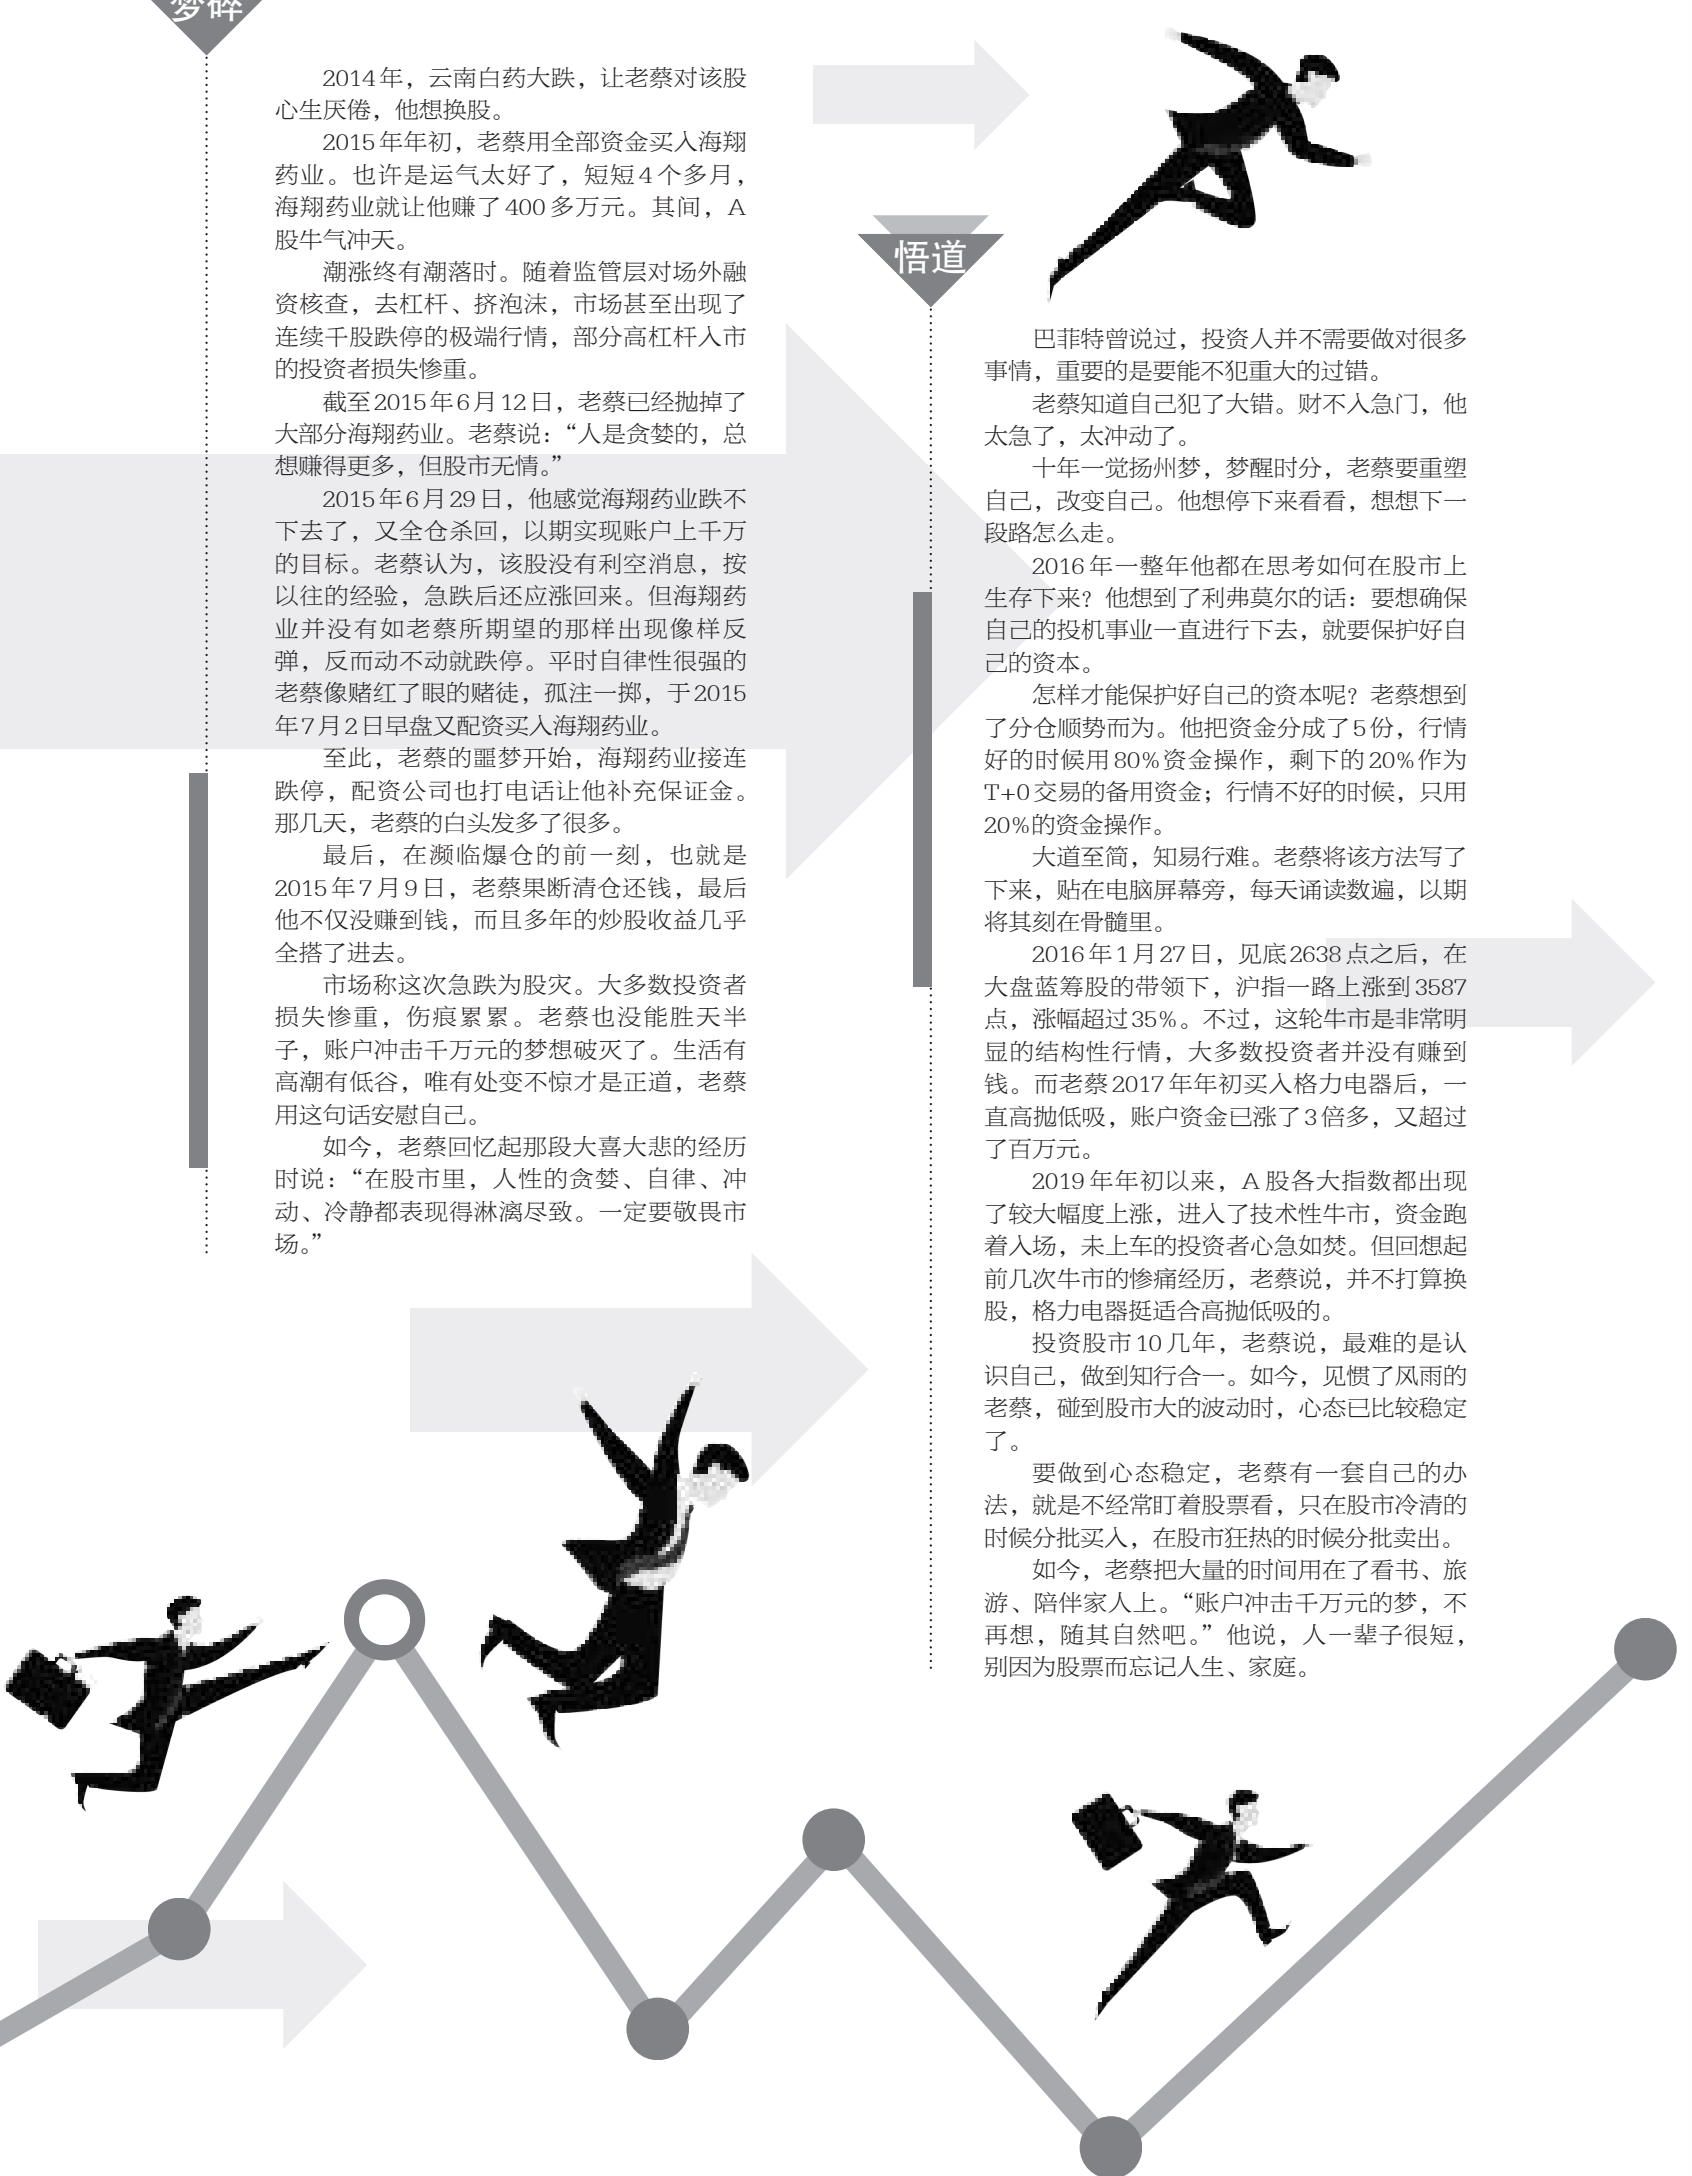 梦碎
2014年，云南白药大跌，让老蔡对该股
心生厌倦，他想换股。
2015年年初，老蔡用全部资金买入海翔
药业。也许是运气太好了，短短4个多月，
海翔药业就让他赚了400多万元。其间，A
股牛气冲天。
潮涨终有潮落时。随着监管层对场外融
资核查，去杠杆、挤泡沫，市场甚至出现了
连续千股跌停的极端行情，部分高杠杆入市
的投资者损失惨重。
截至2015年6月12日，老蔡已经抛掉了
大部分海翔药业。老蔡说：“人是贪婪的，总
想赚得更多，但股市无情。”
2015年6月29日，他感觉海翔药业跌不
下去了，又全仓杀回，以期实现账户上千万
的目标。老蔡认为，该股没有利空消息，按
以往的经验，急跌后还应涨回来。但海翔药
业并没有如老蔡所期望的那样出现像样反
弹，反而动不动就跌停。平时自律性很强的
老蔡像赌红了眼的赌徒，孤注一掷，于2015
年7月2日早盘又配资买入海翔药业。
至此，老蔡的噩梦开始，海翔药业接连
跌停，配资公司也打电话让他补充保证金。
那几天，老蔡的白头发多了很多。
最后，在濒临爆仓的前一刻，也就是
2015年7月9日，老蔡果断清仓还钱，最后
他不仅没赚到钱，而且多年的炒股收益几乎
全搭了进去。
市场称这次急跌为股灾。大多数投资者
损失惨重，伤痕累累。老蔡也没能胜天半
子，账户冲击千万元的梦想破灭了。生活有
高潮有低谷，唯有处变不惊才是正道，老蔡
用这句话安慰自己。
如今，老蔡回忆起那段大喜大悲的经历
时说：“在股市里，人性的贪婪、自律、冲
动、冷静都表现得淋漓尽致。一定要敬畏市
场。”
悟道
巴菲特曾说过，投资人并不需要做对很多
事情，重要的是要能不犯重大的过错。
老蔡知道自己犯了大错。财不入急门，他
太急了，太冲动了。
十年一觉扬州梦，梦醒时分，老蔡要重塑
自己，改变自己。他想停下来看看，想想下一
段路怎么走。
2016年一整年他都在思考如何在股市上
生存下来？他想到了利弗莫尔的话：要想确保
自己的投机事业一直进行下去，就要保护好自
己的资本。
怎样才能保护好自己的资本呢？老蔡想到
了分仓顺势而为。他把资金分成了5份，行情
好的时候用80%资金操作，剩下的20%作为
T+0交易的备用资金；行情不好的时候，只用
20%的资金操作。
大道至简，知易行难。老蔡将该方法写了
下来，贴在电脑屏幕旁，每天诵读数遍，以期
将其刻在骨髓里。
2016年1月27日，见底2638点之后，在
大盘蓝筹股的带领下，沪指一路上涨到3587
点，涨幅超过35%。不过，这轮牛市是非常明
显的结构性行情，大多数投资者并没有赚到
钱。而老蔡2017年年初买入格力电器后，一
直高抛低吸，账户资金已涨了3倍多，又超过
了百万元。
2019年年初以来，A股各大指数都出现
了较大幅度上涨，进入了技术性牛市，资金跑
着入场，未上车的投资者心急如焚。但回想起
前几次牛市的惨痛经历，老蔡说，并不打算换
股，格力电器挺适合高抛低吸的。
投资股市10几年，老蔡说，最难的是认
识自己，做到知行合一。如今，见惯了风雨的
老蔡，碰到股市大的波动时，心态已比较稳定
了。
要做到心态稳定，老蔡有一套自己的办
法，就是不经常盯着股票看，只在股市冷清的
时候分批买入，在股市狂热的时候分批卖出。
如今，老蔡把大量的时间用在了看书、旅
游、陪伴家人上。“账户冲击千万元的梦，不
再想，随其自然吧。”他说，人一辈子很短，
别因为股票而忘记人生、家庭。